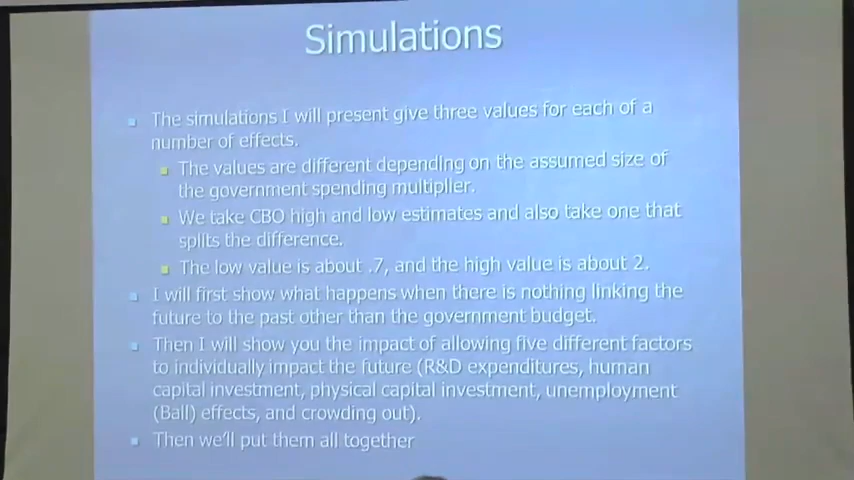 Simulations
The simulations I will present give three values for each of a
number of effects.
The values are different depending on the assumed size of
the government spending multiplier.
We take CBO high and low estimates and also take one that
splits the difference.
The low value is about .7, and the high value is about 2.
I will first show what happens when there is nothing linking the
future to the past other than the government budget.
Then I will show you the impact of allowing five different factors
to individually impact the future (R&D expenditures, human
capital investment, physical capital investment, unemployment
(Ball) effects, and crowding out).
Then we'll put them all together